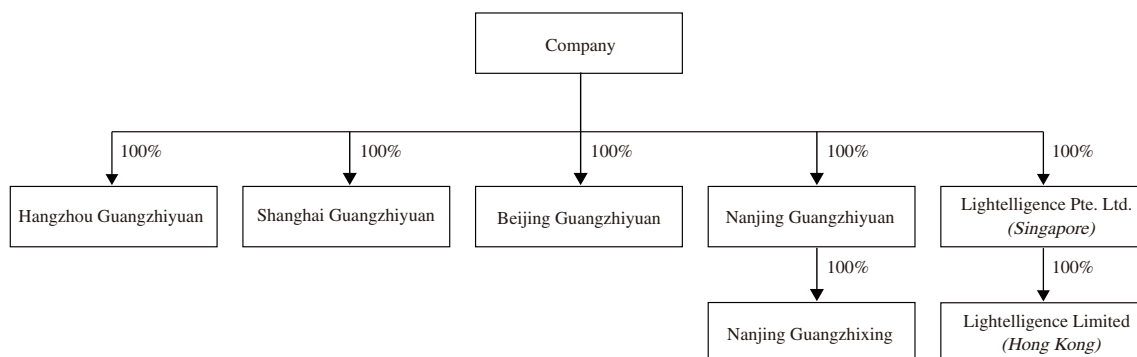 Company
100%
100%
100%
100%
100%
Hangzhou Guangzhiyuan
Shanghai Guangzhiyuan
Beijing Guangzhiyuan
Nanjing Guangzhiyuan
Lightelligence Pte. Ltd.
(Singapore)
100%
100%
Nanjing Guangzhixing
Lightelligence Limited
(Hong Kong)